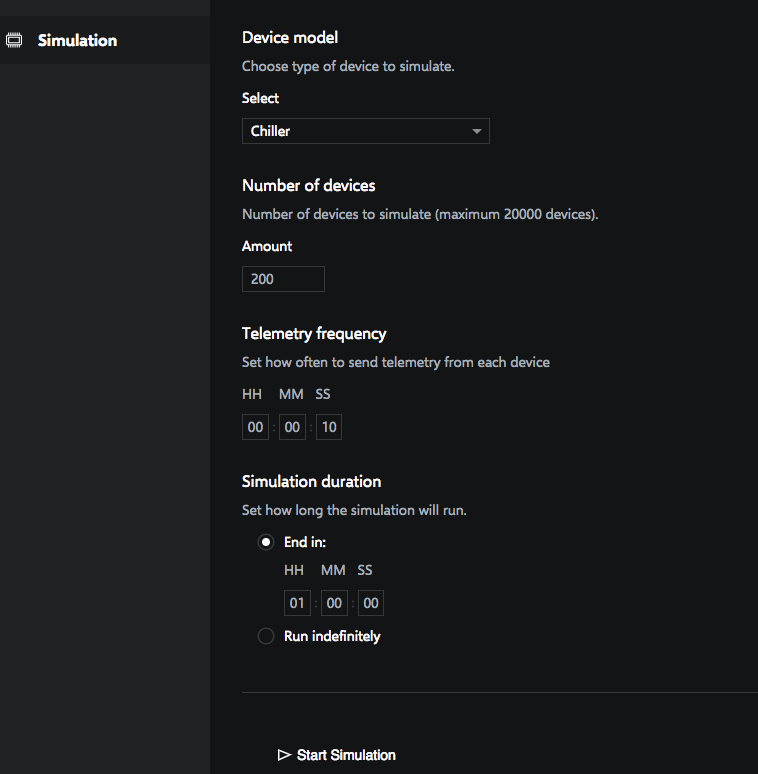 Simulation
Device model
Choose type of device to simulate.
Select
Chiller
Number of devices
Number of devices to simulate (maximum 20000 devices).
Amount
200
Telemetry frequency
Set how often to send telemetry from each device
HH MM SS
00 : 00 : 10
Simulation duration
Set how long the simulation will run.
End in:
HH MM SS
01 : 00 : 00
Run indefinitely
Start Simulation